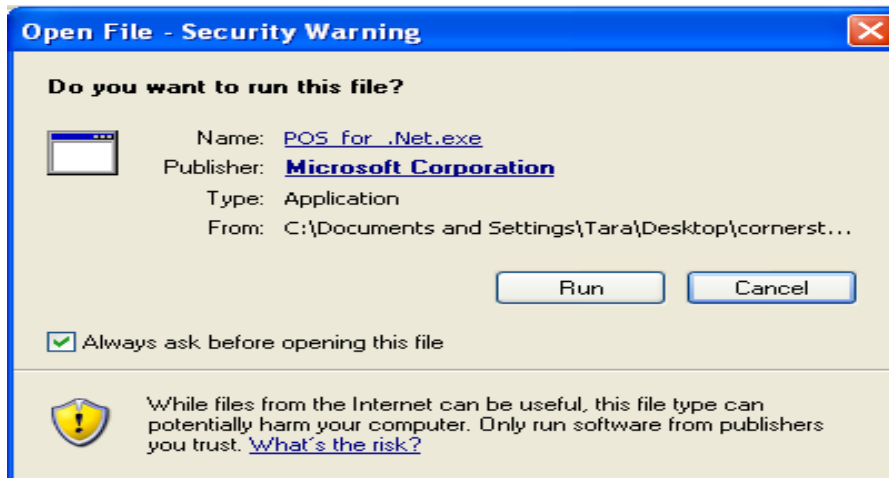 Open File - Security Warning
Do you want to run this file?
Name: POS for .Net.exe
Publisher: Microsoft Corporation
Type: Application
From: C:\Documents and Settings\Tara\Desktop\cornerst...
Run Cancel
Always ask before opening this file
While files from the Internet can be useful, this file type can
potentially harm your computer. Only run software from publishers
you trust. What's the risk?